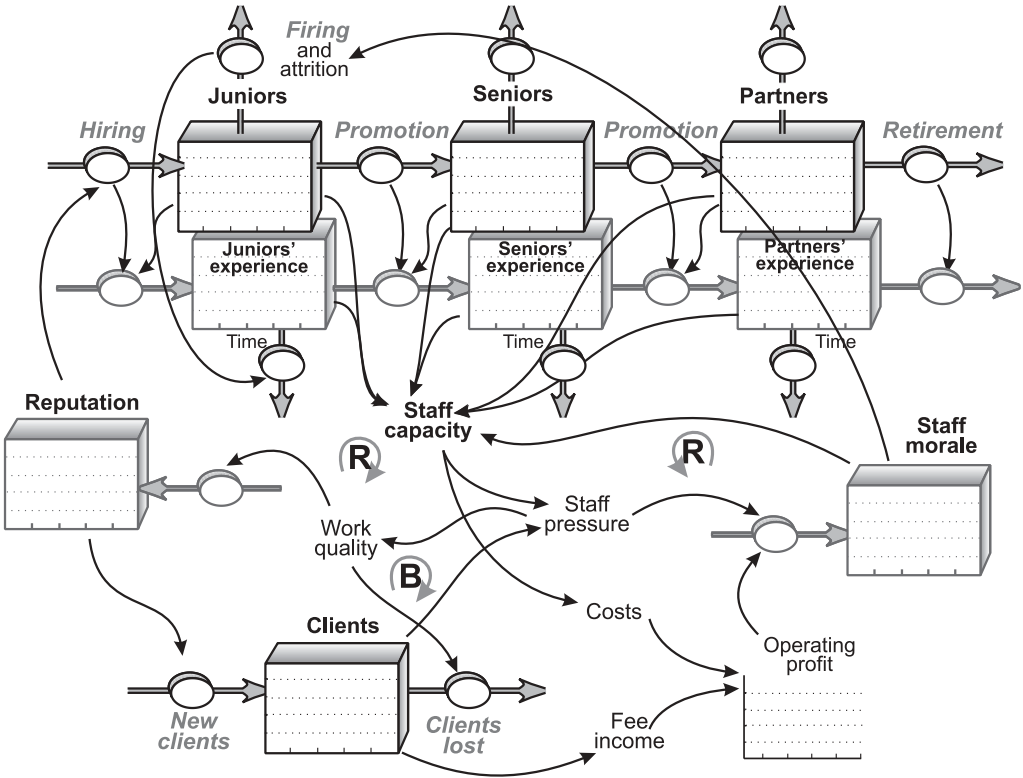 Firing
and
attrition
Juniors
Seniors
Partners
Hiring
Promotion
Promotion
Retirement
Juniors’
experience
Seniors’
experience
Partners’
experience
Time
Time
Time
Reputation
Staff
capacity
Staff
morale
R
R
Staff
pressure
Work
quality
B
Costs
Clients
Operating
profit
New
clients
Clients
lost
Fee
income